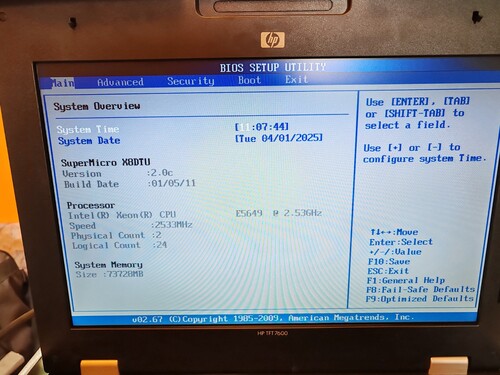 hp
BIOS SETUP UTILITY
Main Advanced Security Boot Exit
System Overview
System Time [11:07:44]
System Date [Tue 04/01/2025]
SuperMicro X8DTU
Version :2.0c
Build Date :01/05/11
Processor
Intel(R) Xeon(R) CPU E5649 @ 2.53GHz
Speed :2533MHz
Physical Count :2
Logical Count :24
System Memory
Size :73728MB
Use [ENTER], [TAB]
or [SHIFT-TAB] to
select a field.
Use [+] or [-] to
configure system Time.
↑↓←→:Move
Enter:Select
+/-/:Value
F10:Save
ESC:Exit
F1:General Help
F8:Fail-Safe Defaults
F9:Optimized Defaults
v02.67 (C)Copyright 1985-2009, American Megatrends, Inc.
HP TFT7600